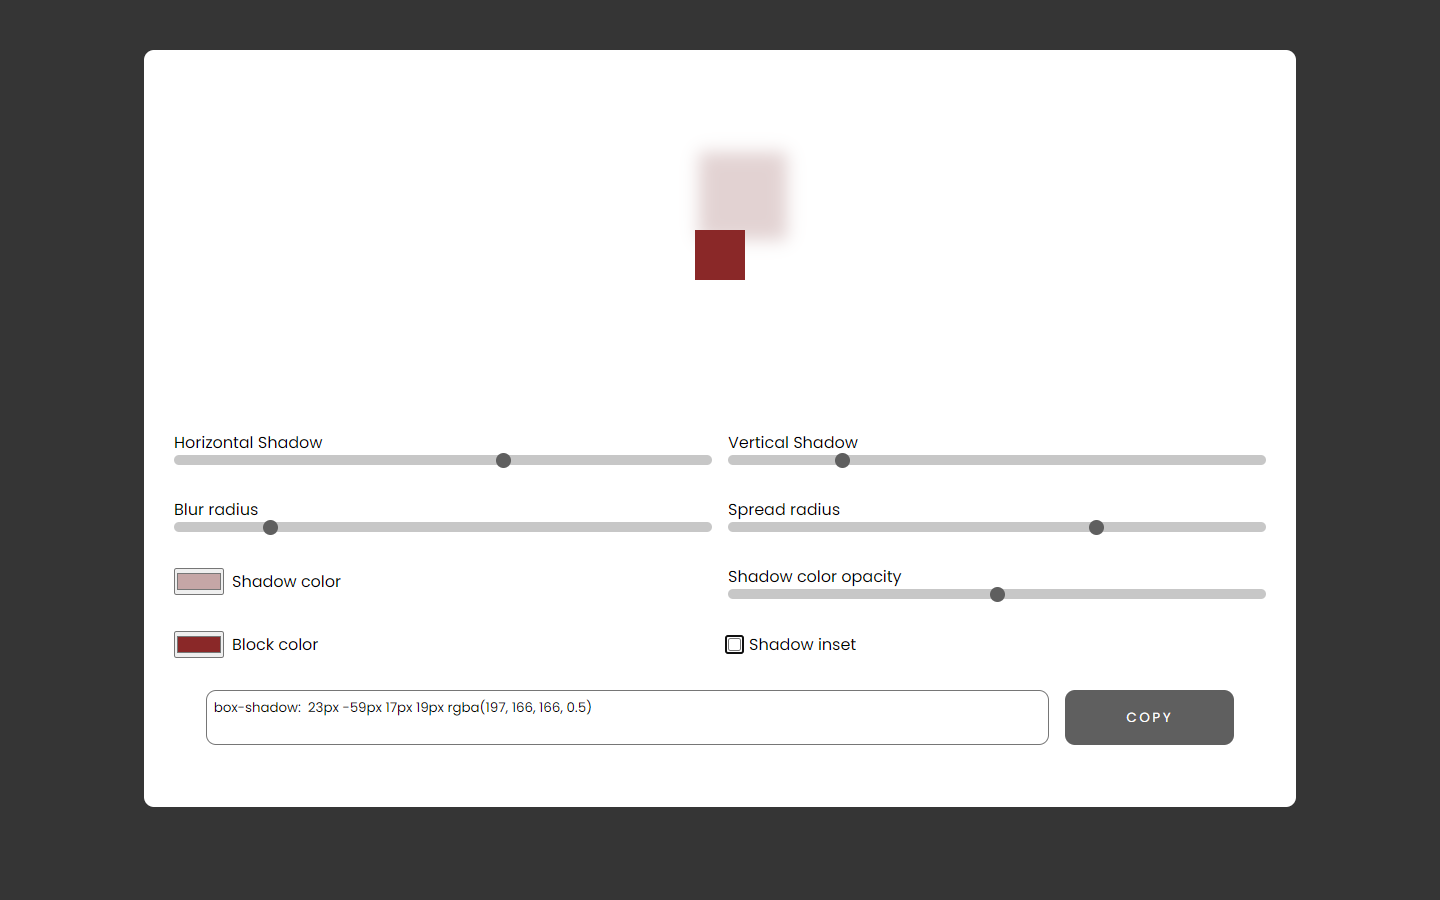 Horizontal Shadow
Vertical Shadow
Blur radius
Spread radius
Shadow color
Shadow color opacity
Block color
Shadow inset
box-shadow:  23px -59px 17px 19px rgba(197, 166, 166, 0.5)
COPY